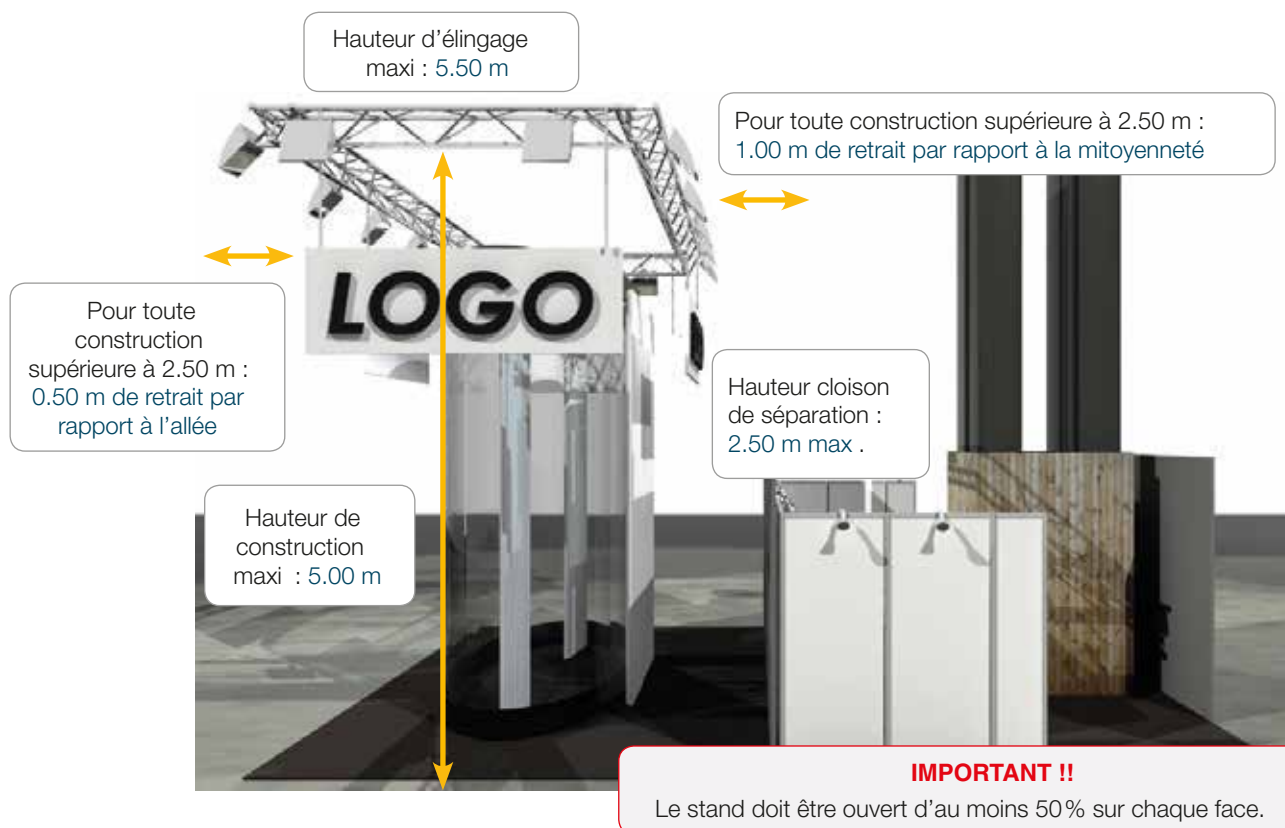 Hauteur d'élingage
maxi : 5.50 m
Pour toute construction supérieure à 2.50 m :
1.00 m de retrait par rapport à la mitoyenneté
LOGO
Pour toute
construction
supérieure à 2.50 m :
0.50 m de retrait par
rapport à l'allée
Hauteur cloison
de séparation :
2.50 m max .
Hauteur de
construction
maxi : 5.00 m
IMPORTANT !!
Le stand doit être ouvert d'au moins 50% sur chaque face.